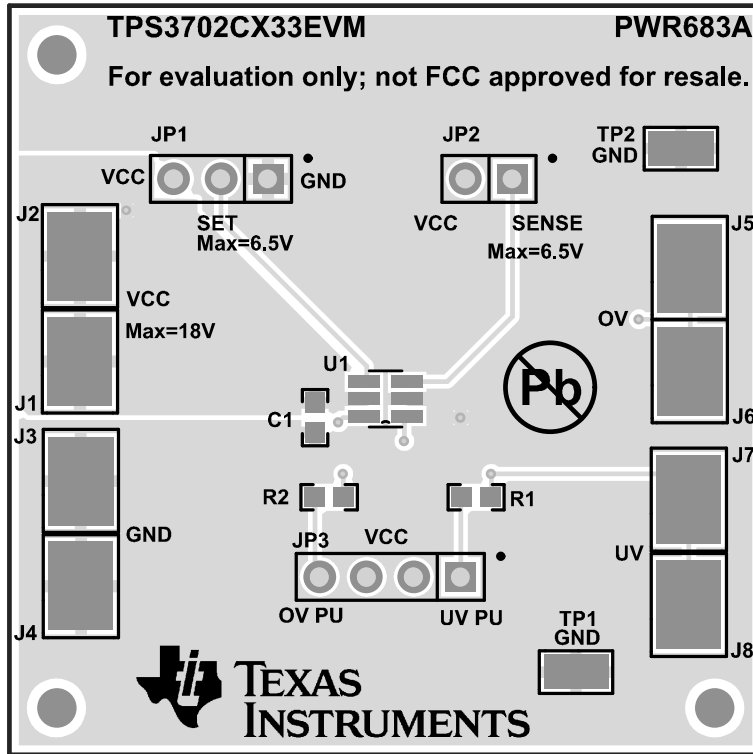 TPS3702CX33EVM PWR683A
For evaluation only; not FCC approved for resale.
JP1
VCC
GND
SET
Max=6.5V
JP2
VCC
SENSE
Max=6.5V
TP2
GND
J2
VCC
Max=18V
J1
J5
OV
J6
U1
C1
Pb
J3
GND
J4
R2
R1
J7
UV
J8
JP3
VCC
OV PU
UV PU
TP1
GND
TEXAS
INSTRUMENTS